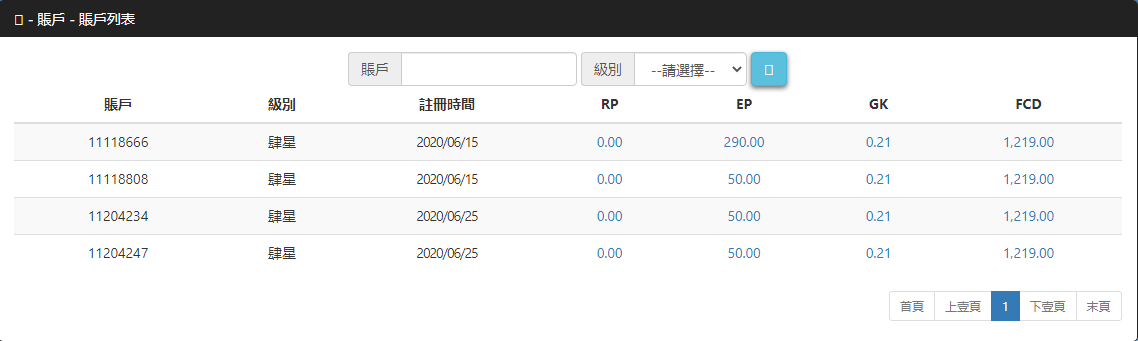 - 賬戶 - 賬戶列表
賬戶 級別 --請選擇--
賬戶 級別 註冊時間 RP EP GK FCD
11118666 肆星 2020/06/15 0.00 290.00 0.21 1,219.00
11118808 肆星 2020/06/15 0.00 50.00 0.21 1,219.00
11204234 肆星 2020/06/25 0.00 50.00 0.21 1,219.00
11204247 肆星 2020/06/25 0.00 50.00 0.21 1,219.00
首頁 上壹頁 1 下壹頁 末頁